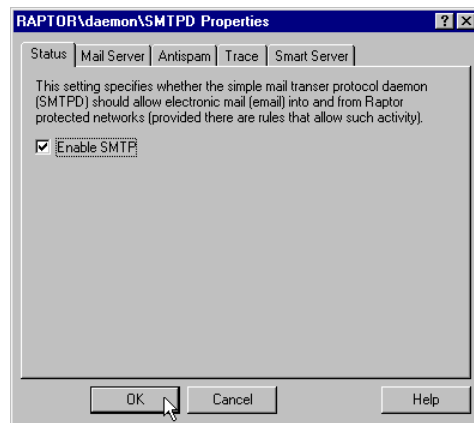 RAPTOR\daemon\SMTPD Properties
Status Mail Server Antispam Trace Smart Server
This setting specifies whether the simple mail transer protocol daemon
(SMTPD) should allow electronic mail (email) into and from Raptor
protected networks (provided there are rules that allow such activity).
Enable SMTP
OK Cancel Help